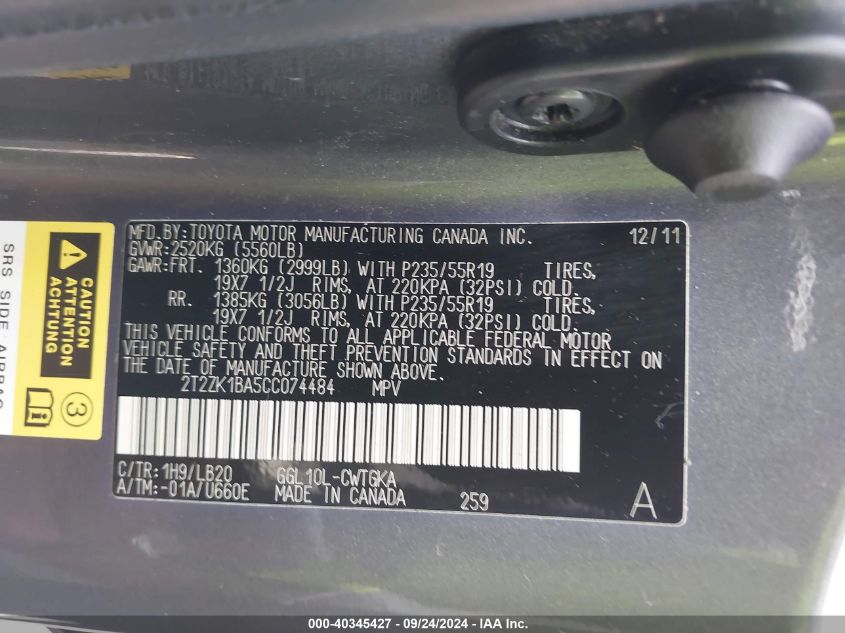 MFD.BY:TOYOTA MOTOR MANUFACTURING CANADA INC. 12/11
GVWR:2520KG (5560LB)
GAWR:FRT. 1360KG (2999LB) WITH P235/55R19 TIRES,
19X7 1/2J RIMS, AT 220KPA (32PSI) COLD.
RR. 1385KG (3056LB) WITH P235/55R19 TIRES,
19X7 1/2J RIMS, AT 220KPA (32PSI) COLD.
THIS VEHICLE CONFORMS TO ALL APPLICABLE FEDERAL MOTOR
VEHICLE SAFETY AND THEFT PREVENTION STANDARDS IN EFFECT ON
THE DATE OF MANUFACTURE SHOWN ABOVE.
2T2ZK1BA5CC074484 MPV
C/TR:1H9/LB20 GGL10L-CWTGKA
A/TM:-01A/U660E MADE IN CANADA 259 A
SRS SIDE AIRBAG
CAUTION
ATTENTION
ACHTUNG
3
000-40345427 - 09/24/2024 - IAA Inc.